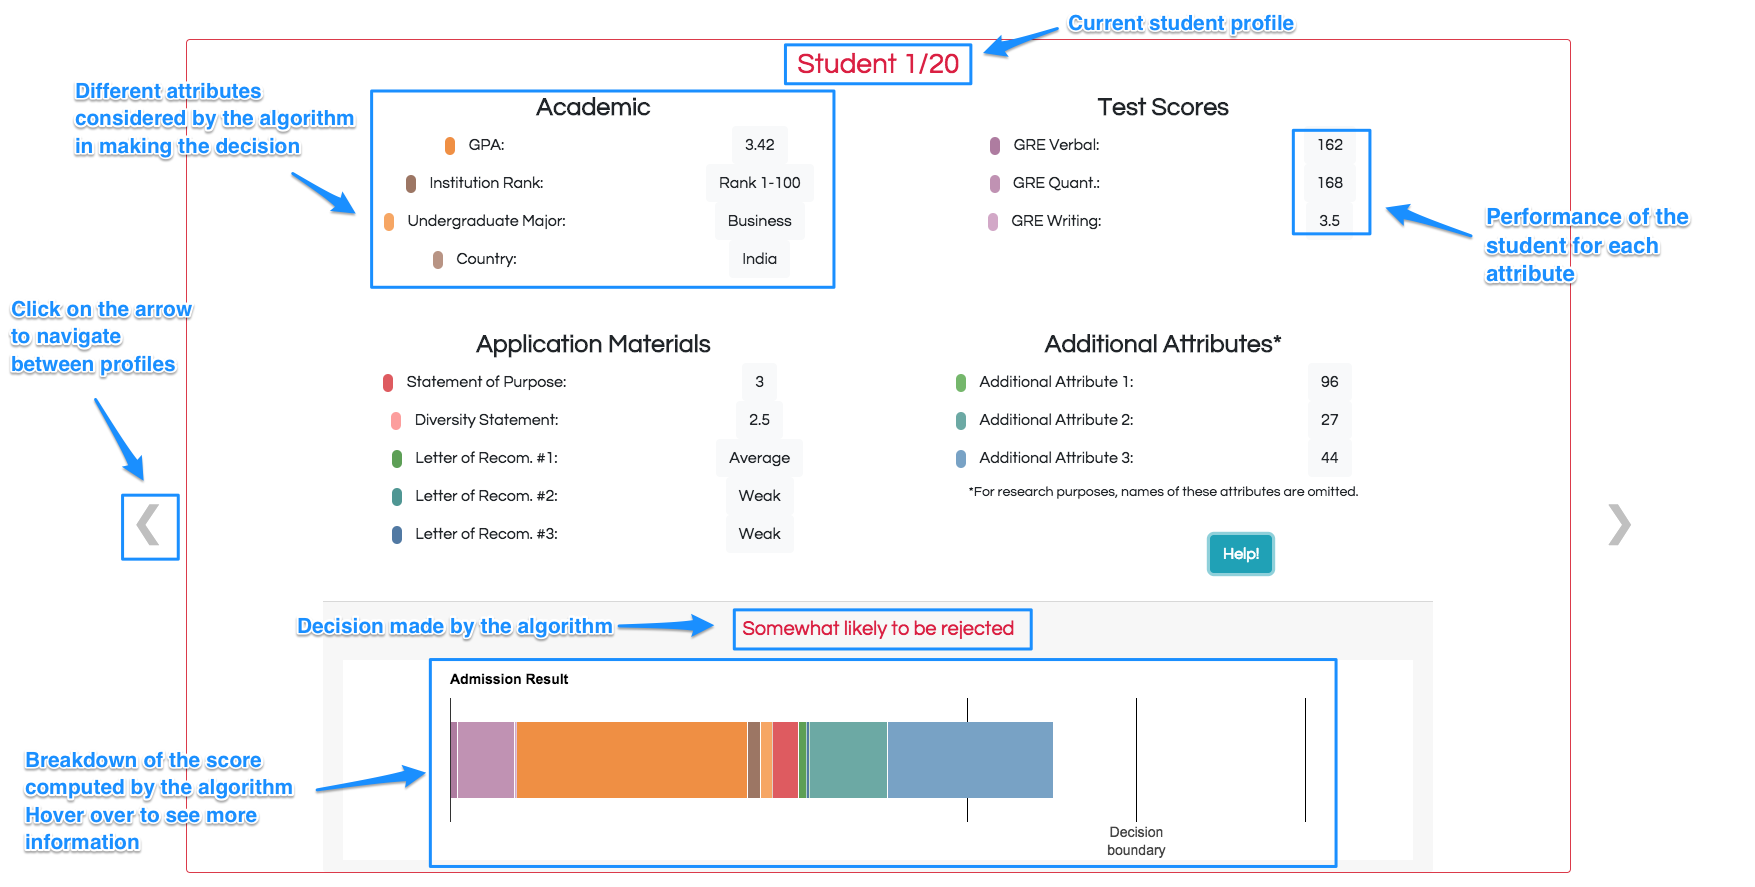 Current student profile
Student 1/20
Different attributes
considered by the algorithm
in making the decision
Academic
GPA: 3.42
Institution Rank: Rank 1-100
Undergraduate Major: Business
Country: India
Test Scores
GRE Verbal: 162
GRE Quant.: 168
GRE Writing: 3.5
Performance of the
student for each
attribute
Click on the arrow
to navigate
between profiles
Application Materials
Statement of Purpose: 3
Diversity Statement: 2.5
Letter of Recom. #1: Average
Letter of Recom. #2: Weak
Letter of Recom. #3: Weak
Additional Attributes*
Additional Attribute 1: 96
Additional Attribute 2: 27
Additional Attribute 3: 44
*For research purposes, names of these attributes are omitted.
Help!
Decision made by the algorithm
Somewhat likely to be rejected
Admission Result
Breakdown of the score
computed by the algorithm
Hover over to see more
information
Decision
boundary